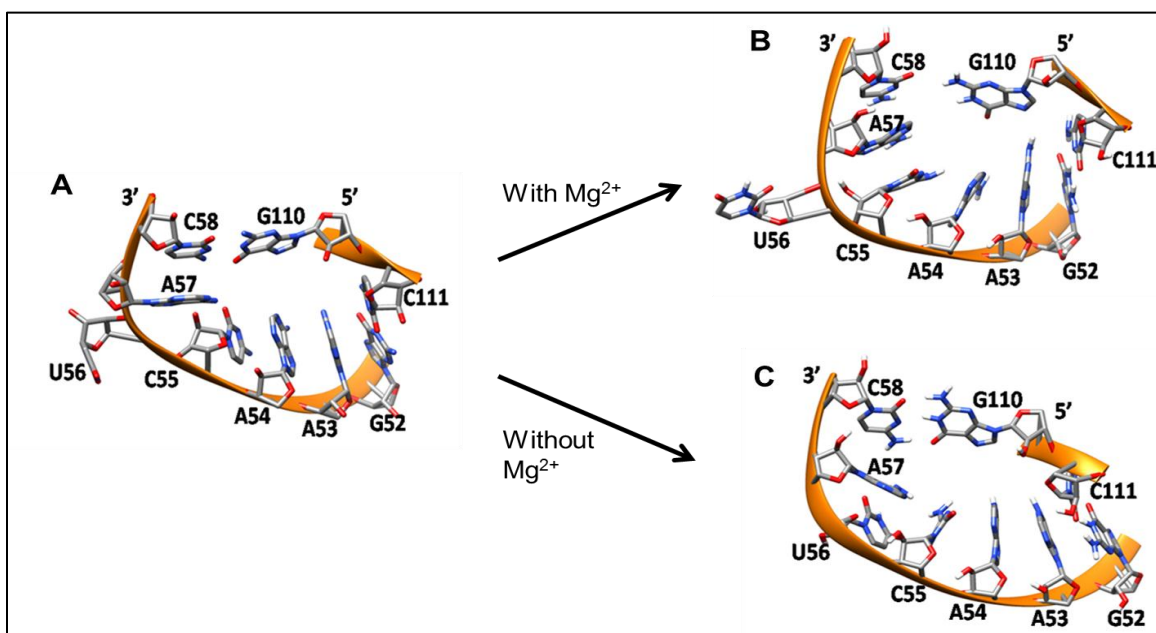 A
3’
5’
C58
G110
A57
C111
U56
C55
A54
A53
G52
With Mg2+
Without
Mg2+
B
3’
5’
C58
G110
A57
C111
U56
C55
A54
A53
G52
C
3’
5’
C58
G110
A57
C111
U56
C55
A54
A53
G52